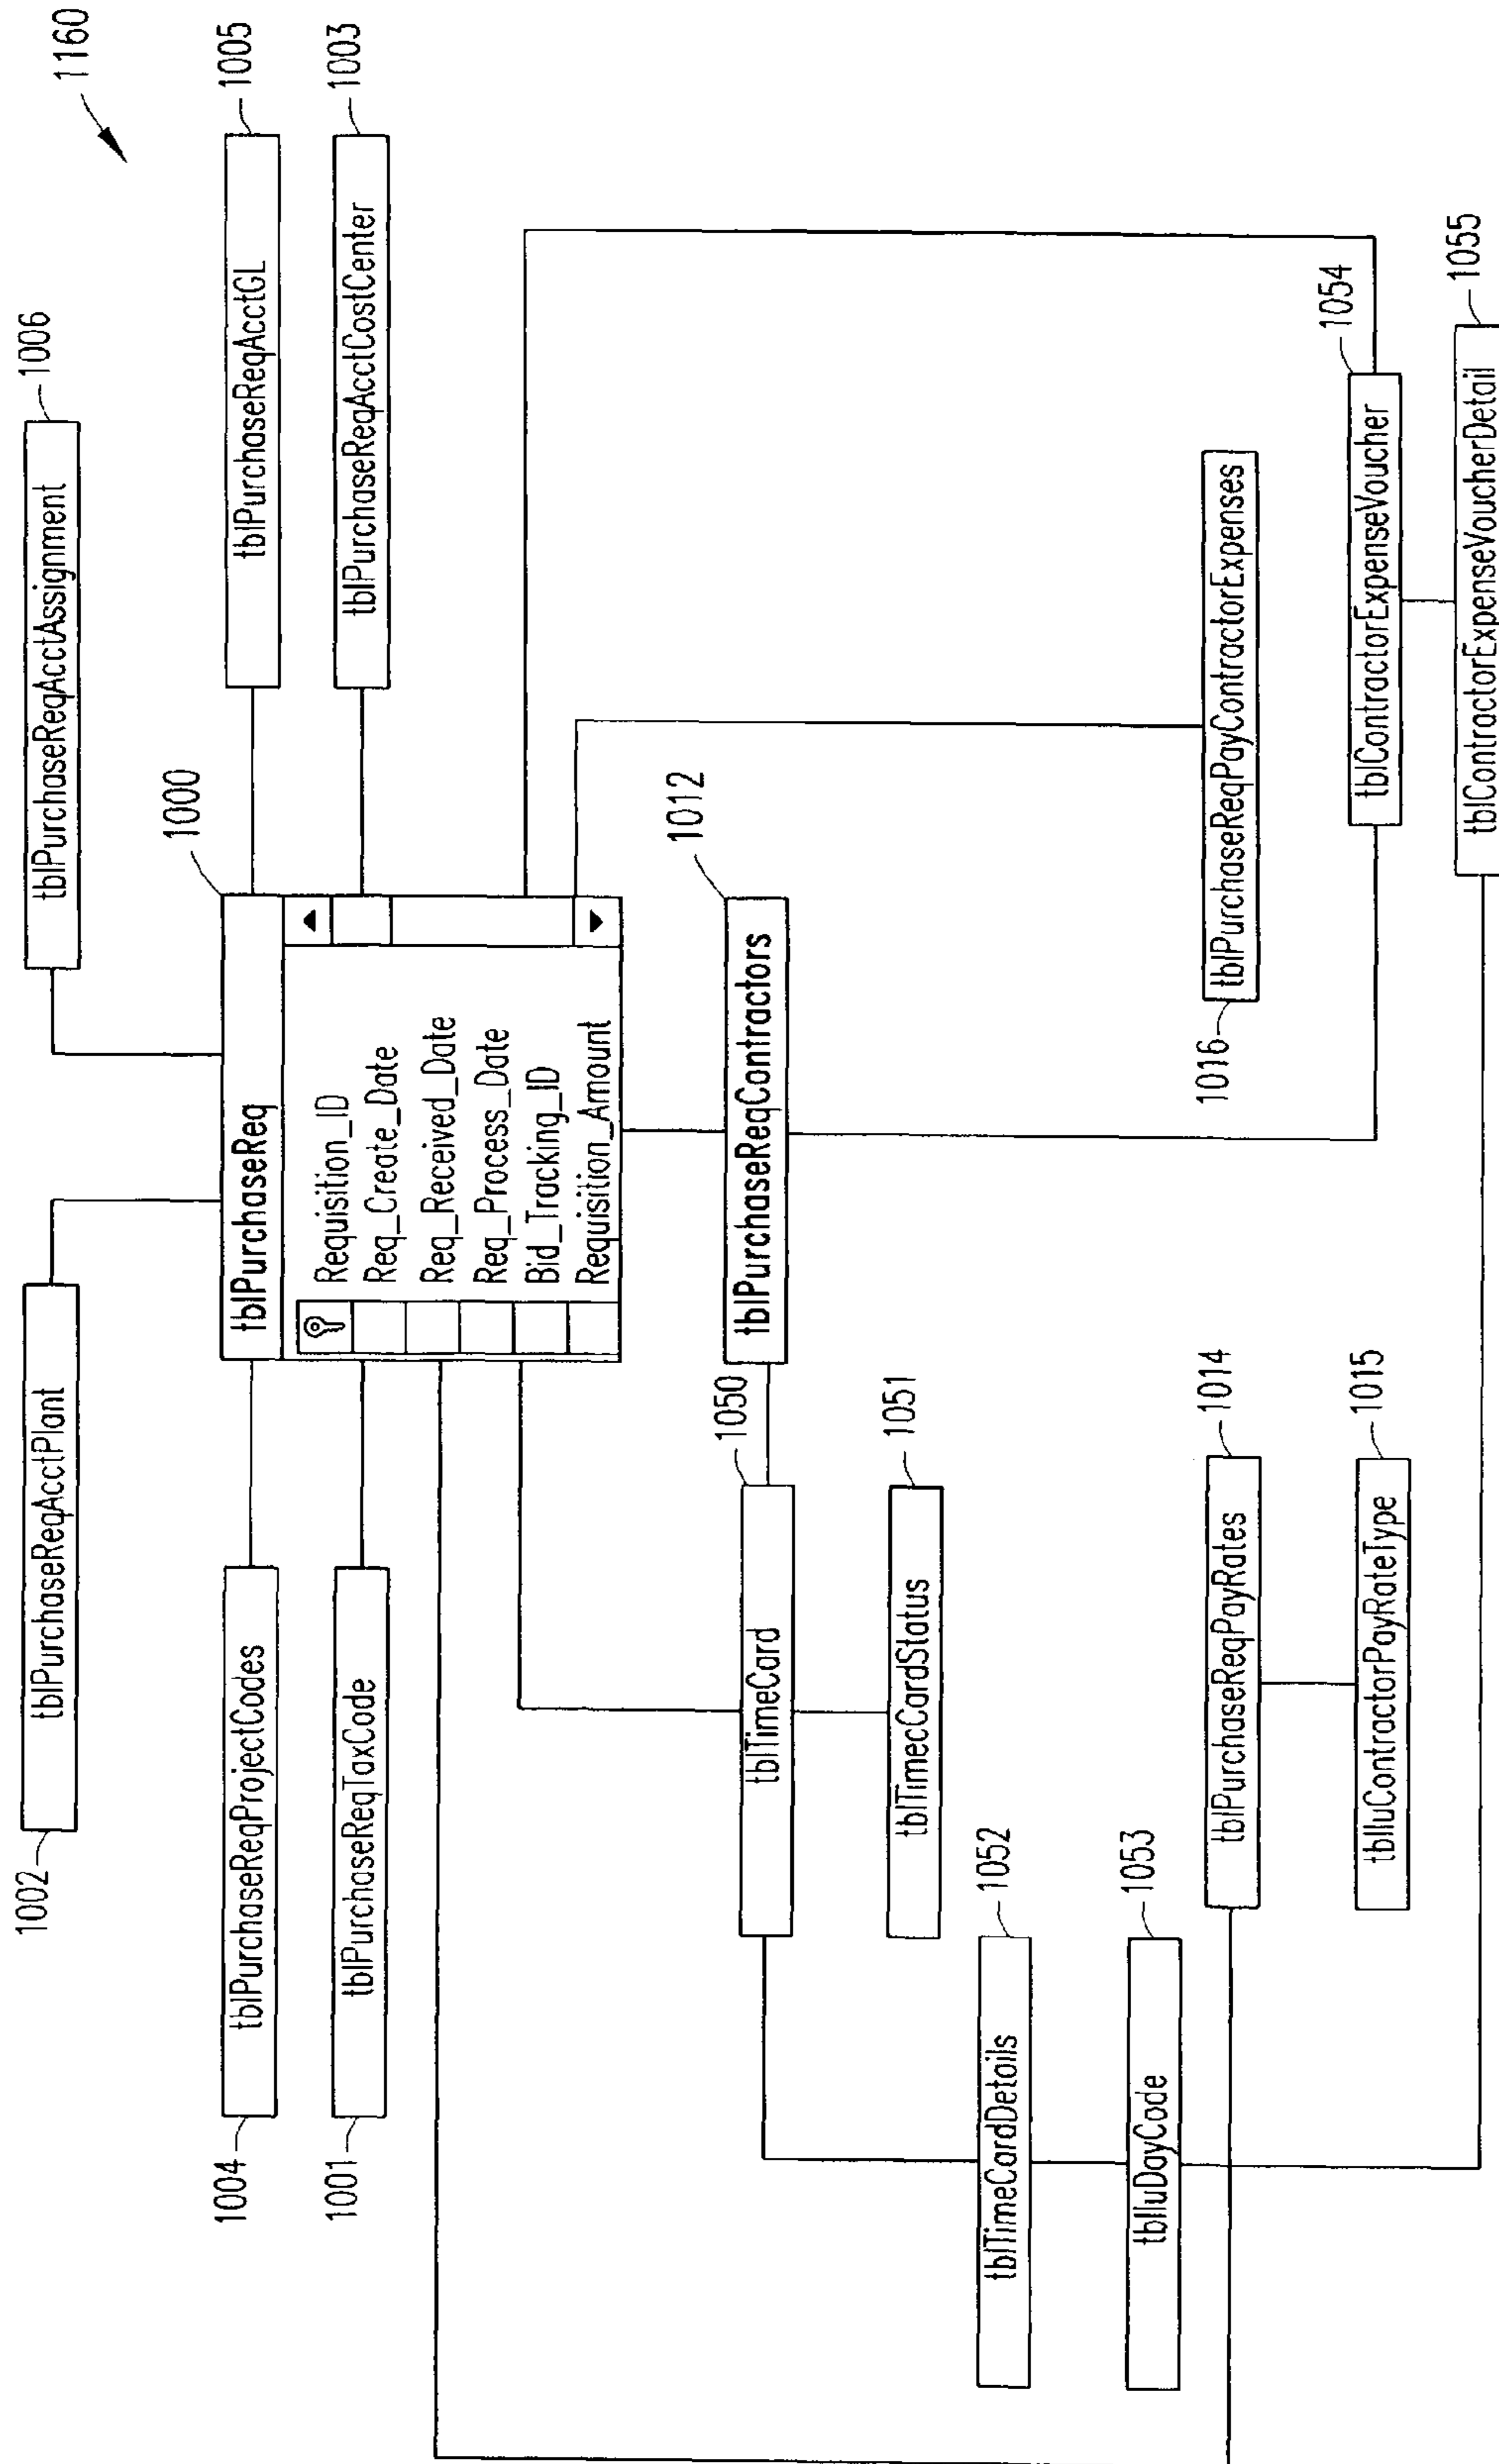 1160
1002
tblPurchaseReqAcctPlant
tblPurchaseReqAcctAssignment
1006
1004
tblPurchaseReqProjectCodes
1000
tblPurchaseReq
tblPurchaseReqAcctGL
1005
1001
tblPurchaseReqTaxCode
tblPurchaseReqAcctCostCenter
1003
Requisition_ID
Req_Create_Date
Req_Received_Date
Req_Process_Date
Bid_Tracking_ID
Requisition_Amount
1050
tblTimeCard
1012
tblPurchaseReqContractors
1051
tblTimecCardStatus
1052
tblTimeCardDetails
1053
tblluDayCode
1014
tblPurchaseReqPayRates
1015
tblluContractorPayRateType
1016
tblPurchaseReqPayContractorExpenses
1054
tblContractorExpenseVoucher
1055
tblContractorExpenseVoucherDetail